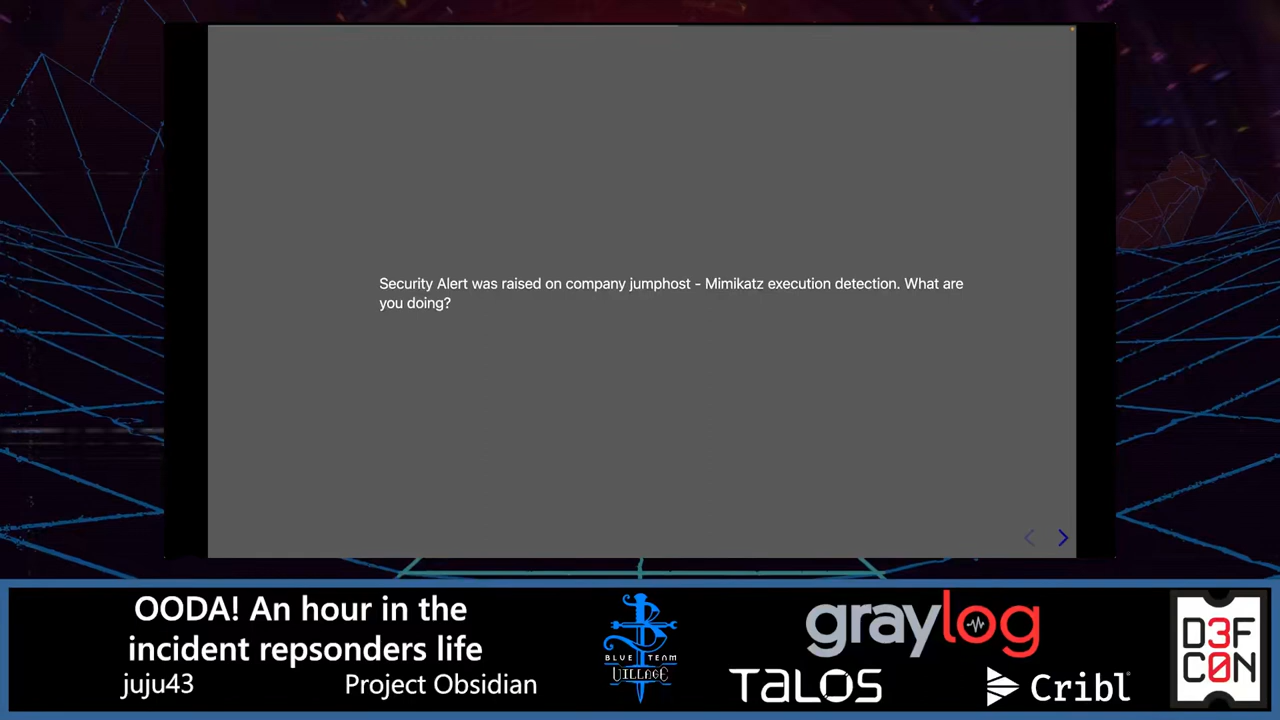 Security Alert was raised on company jumphost - Mimikatz execution detection. What are
you doing?
OODA! An hour in the
incident repsonders life
juju43
Project Obsidian
BLUE TEAM
VILLAGE
graylog
TALOS
Cribl
D3F
C0N